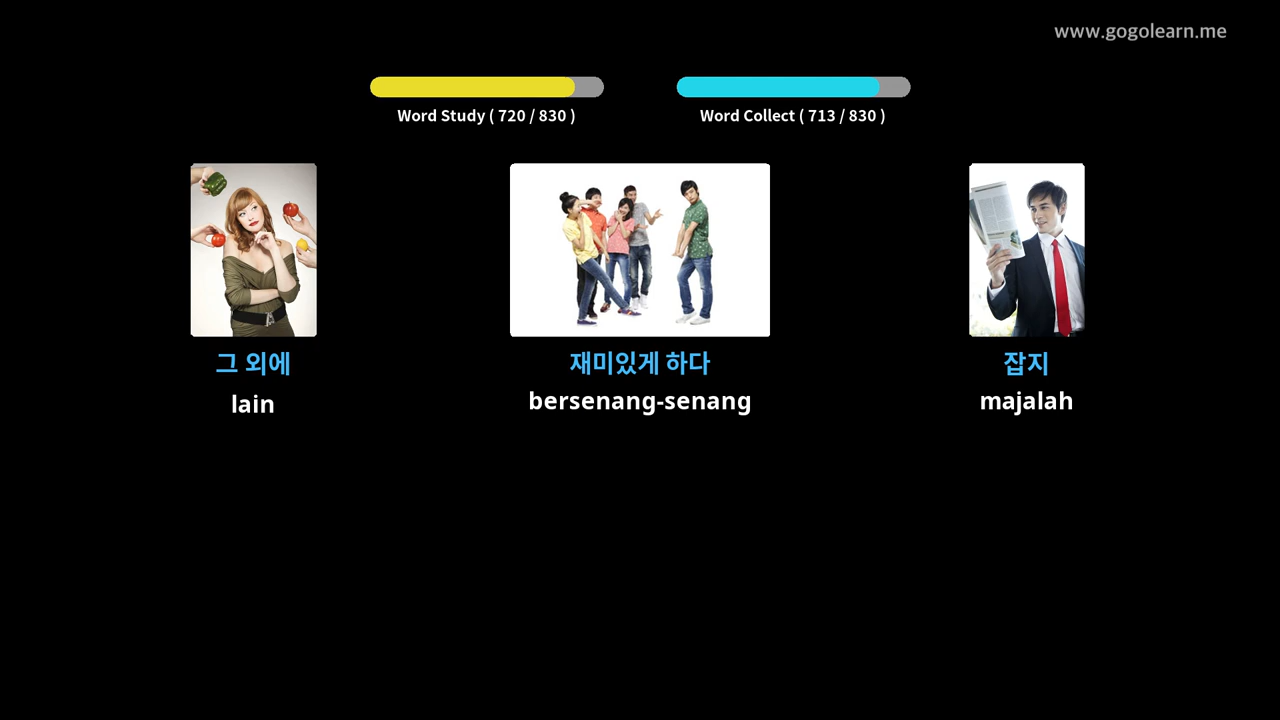 www.gogolearn.me
Word Study ( 720 / 830 )
Word Collect ( 713 / 830 )
그 외에
lain
재미있게 하다
bersenang-senang
잡지
majalah